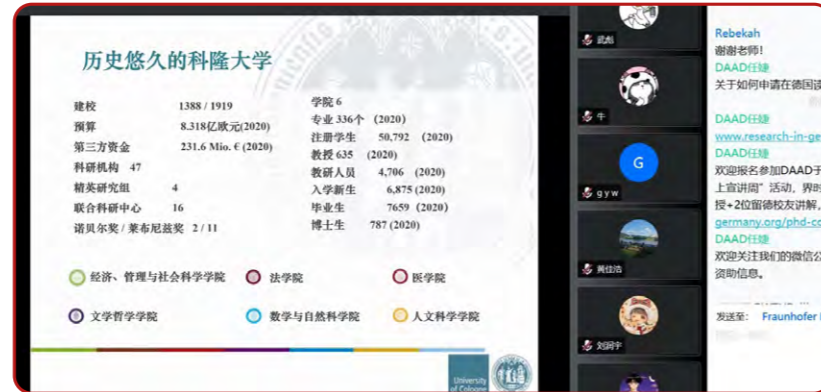 历史悠久的科隆大学
建校 1388 / 1919
预算 8.318亿欧元(2020)
第三方资金 231.6 Mio. € (2020)
科研机构 47
精英研究组 4
联合科研中心 16
诺贝尔奖 / 莱布尼兹奖 2 / 11
学院 6
专业 336个 (2020)
注册学生 50,792 (2020)
教授 635 (2020)
教研人员 4,706 (2020)
入学新生 6,875 (2020)
毕业生 7659 (2020)
博士生 787 (2020)
经济、管理与社会科学学院
法学院
医学院
文学哲学学院
数学与自然科学院
人文科学学院
University
of Cologne
武彪
牛
G
gyw
黄佳洁
刘润宇
Rebekah
谢谢老师!
DAAD任婕
关于如何申请在德国读
DAAD任婕
www.research-in-ge
DAAD任婕
欢迎报名参加DAAD于
上宣讲周”活动，界时
授+2位留德校友讲解，
germany.org/phd-co
DAAD任婕
欢迎关注我们的微信公
资助信息。
发送至: Fraunhofer